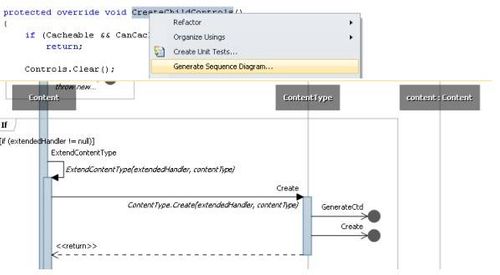 protected override void CreateChildControls()
{
if (Cacheable && CanCac
return;
Controls.Clear();
Refactor
Organize Usings
Create Unit Tests...
Generate Sequence Diagram...
throw new...
Content
ContentType
content : Content
If
[if (extendedHandler != null)]
ExtendContentType
ExtendContentType(extendedHandler, contentType)
Create
ContentType.Create(extendedHandler, contentType)
GenerateCtd
Create
<<return>>